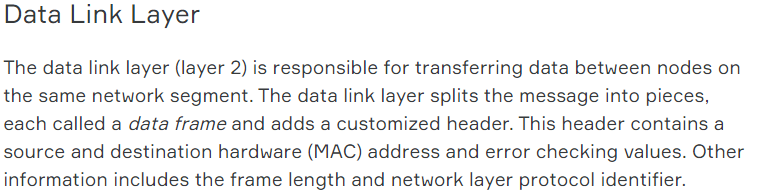 Data Link Layer
The data link layer (layer 2) is responsible for transferring data between nodes on
the same network segment. The data link layer splits the message into pieces,
each called a data frame and adds a customized header. This header contains a
source and destination hardware (MAC) address and error checking values. Other
information includes the frame length and network layer protocol identifier.